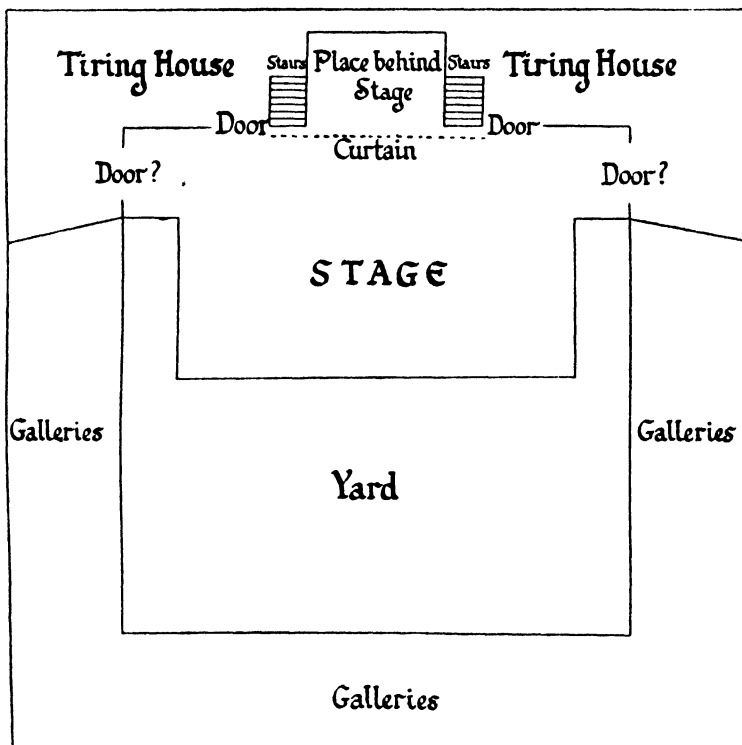 Tiring House
Stairs
Place behind
Stage
Stairs
Tiring House
Door
Door
Curtain
Door?
Door?
STAGE
Galleries
Galleries
Yard
Galleries